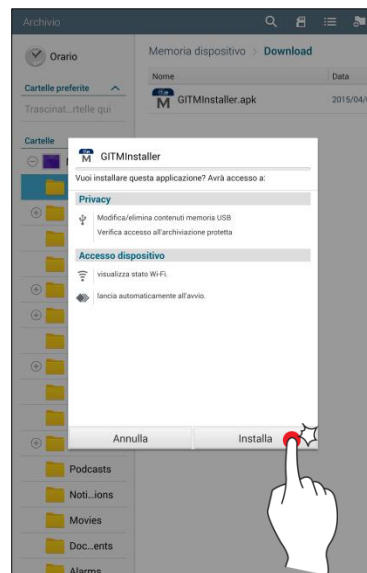 Archivio
Orario
Memoria dispositivo > Download
Nome
Data
Cartelle preferite
Trascinat...rtelle qui
GITMInstaller.apk
2015/04/
Cartelle
M GITMInstaller
Vuoi installare questa applicazione? Avrà accesso a:
Privacy
Modifica/elimina contenuti memoria USB
Verifica accesso all'archiviazione protetta
Accesso dispositivo
visualizza stato Wi-Fi.
lancia automaticamente all'avvio.
Annulla
Installa
Podcasts
Noti...ions
Movies
Doc...ents
Alarms